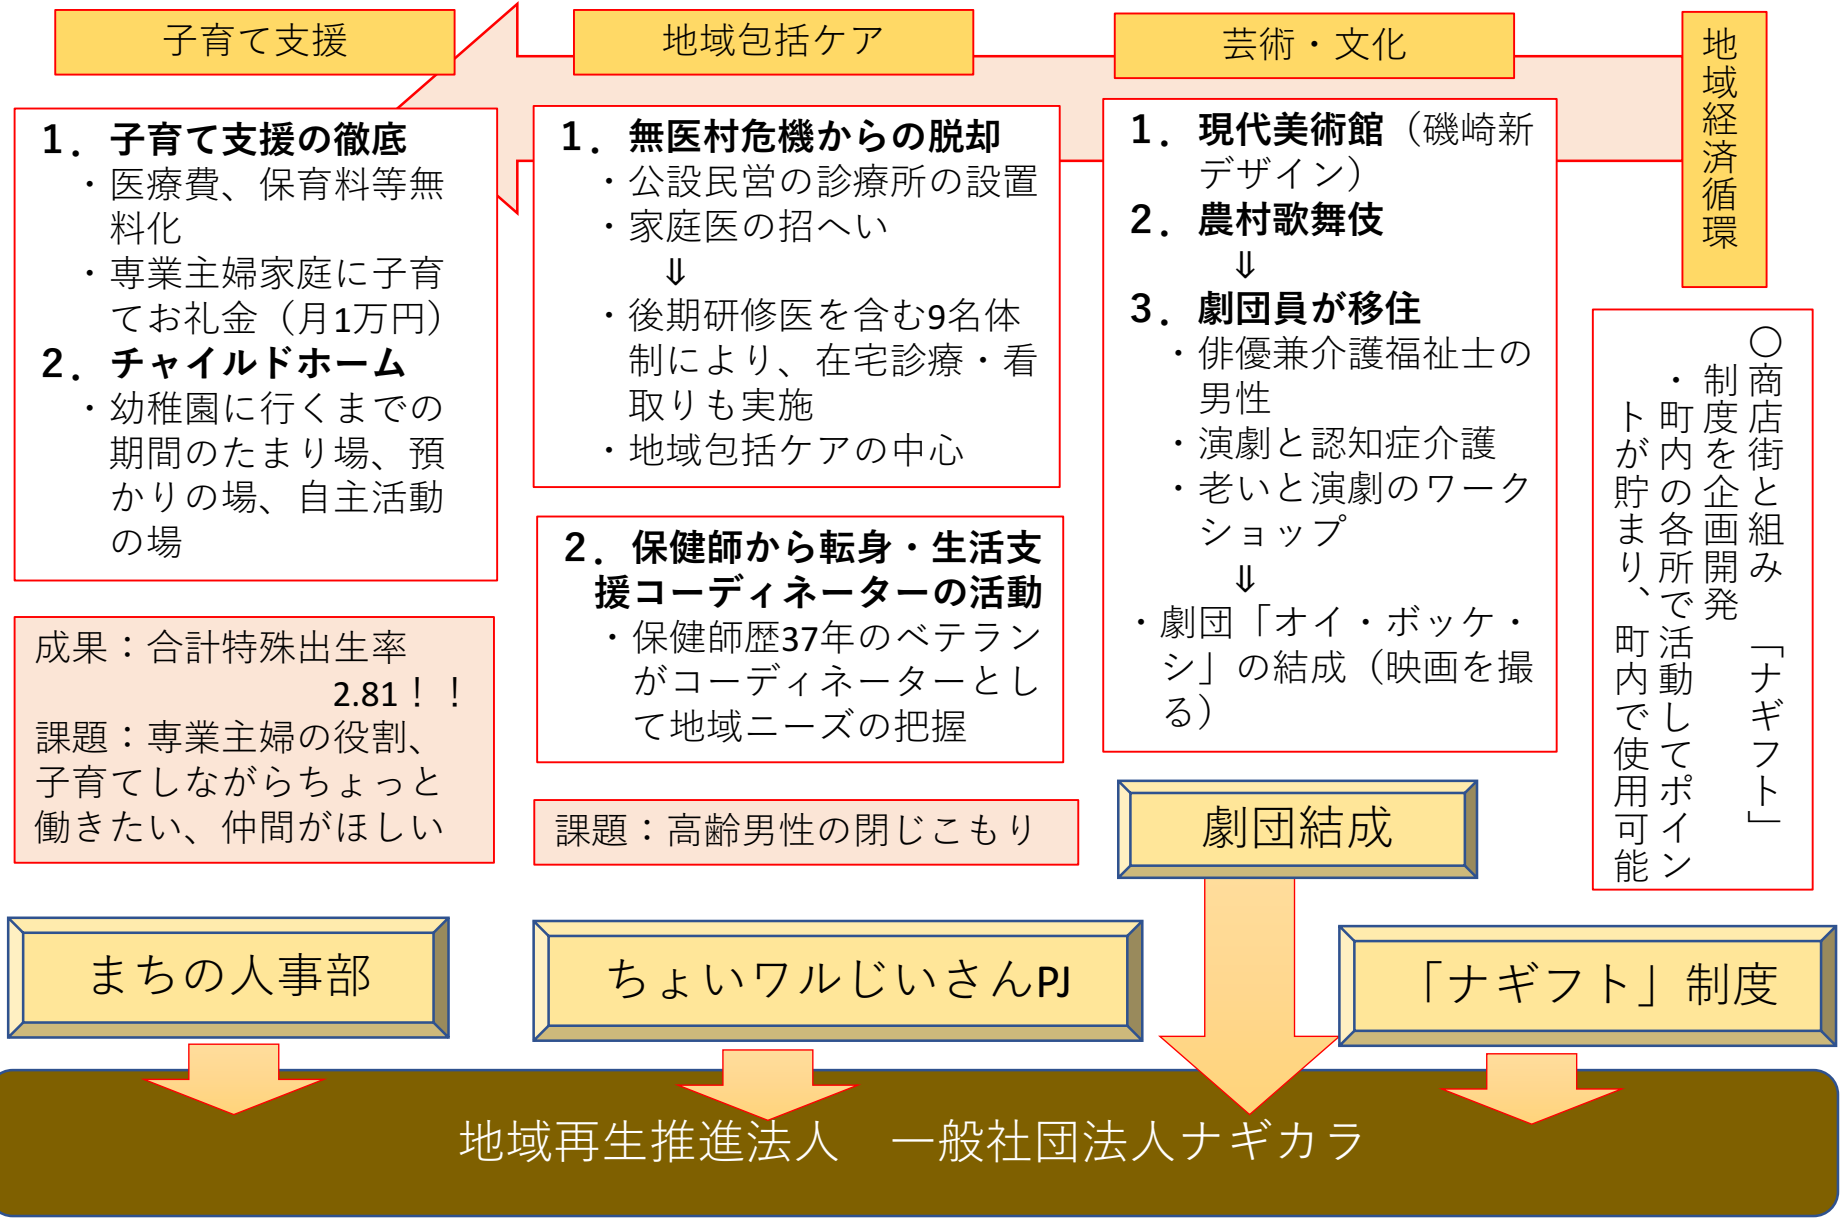 子育て支援
１．子育て支援の徹底
・医療費、保育料等無
料化
・専業主婦家庭に子育
てお礼金（月1万円）
２．チャイルドホーム
・幼稚園に行くまでの
期間のたまり場、預
かりの場、自主活動
の場
成果：合計特殊出生率
2.81！！
課題：専業主婦の役割、
子育てしながらちょっと
働きたい、仲間がほしい
地域包括ケア
１．無医村危機からの脱却
・公設民営の診療所の設置
・家庭医の招へい
⇓
・後期研修医を含む9名体
制により、在宅診療・看
取りも実施
・地域包括ケアの中心
２．保健師から転身・生活支
援コーディネーターの活動
・保健師歴37年のベテラン
がコーディネーターとし
て地域ニーズの把握
課題：高齢男性の閉じこもり
芸術・文化
１．現代美術館（磯崎新
デザイン）
２．農村歌舞伎
⇓
３．劇団員が移住
・俳優兼介護福祉士の
男性
・演劇と認知症介護
・老いと演劇のワーク
ショップ
⇓
・劇団「オイ・ボッケ・
シ」の結成（映画を撮
る）
地域経済循環
〇商店街と組み　「ナギフト」
制度を企画開発
・町内の各所で活動してポイン
トが貯まり、町内で使用可能
劇団結成
まちの人事部
ちょいワルじいさんPJ
「ナギフト」制度
地域再生推進法人　一般社団法人ナギカラ